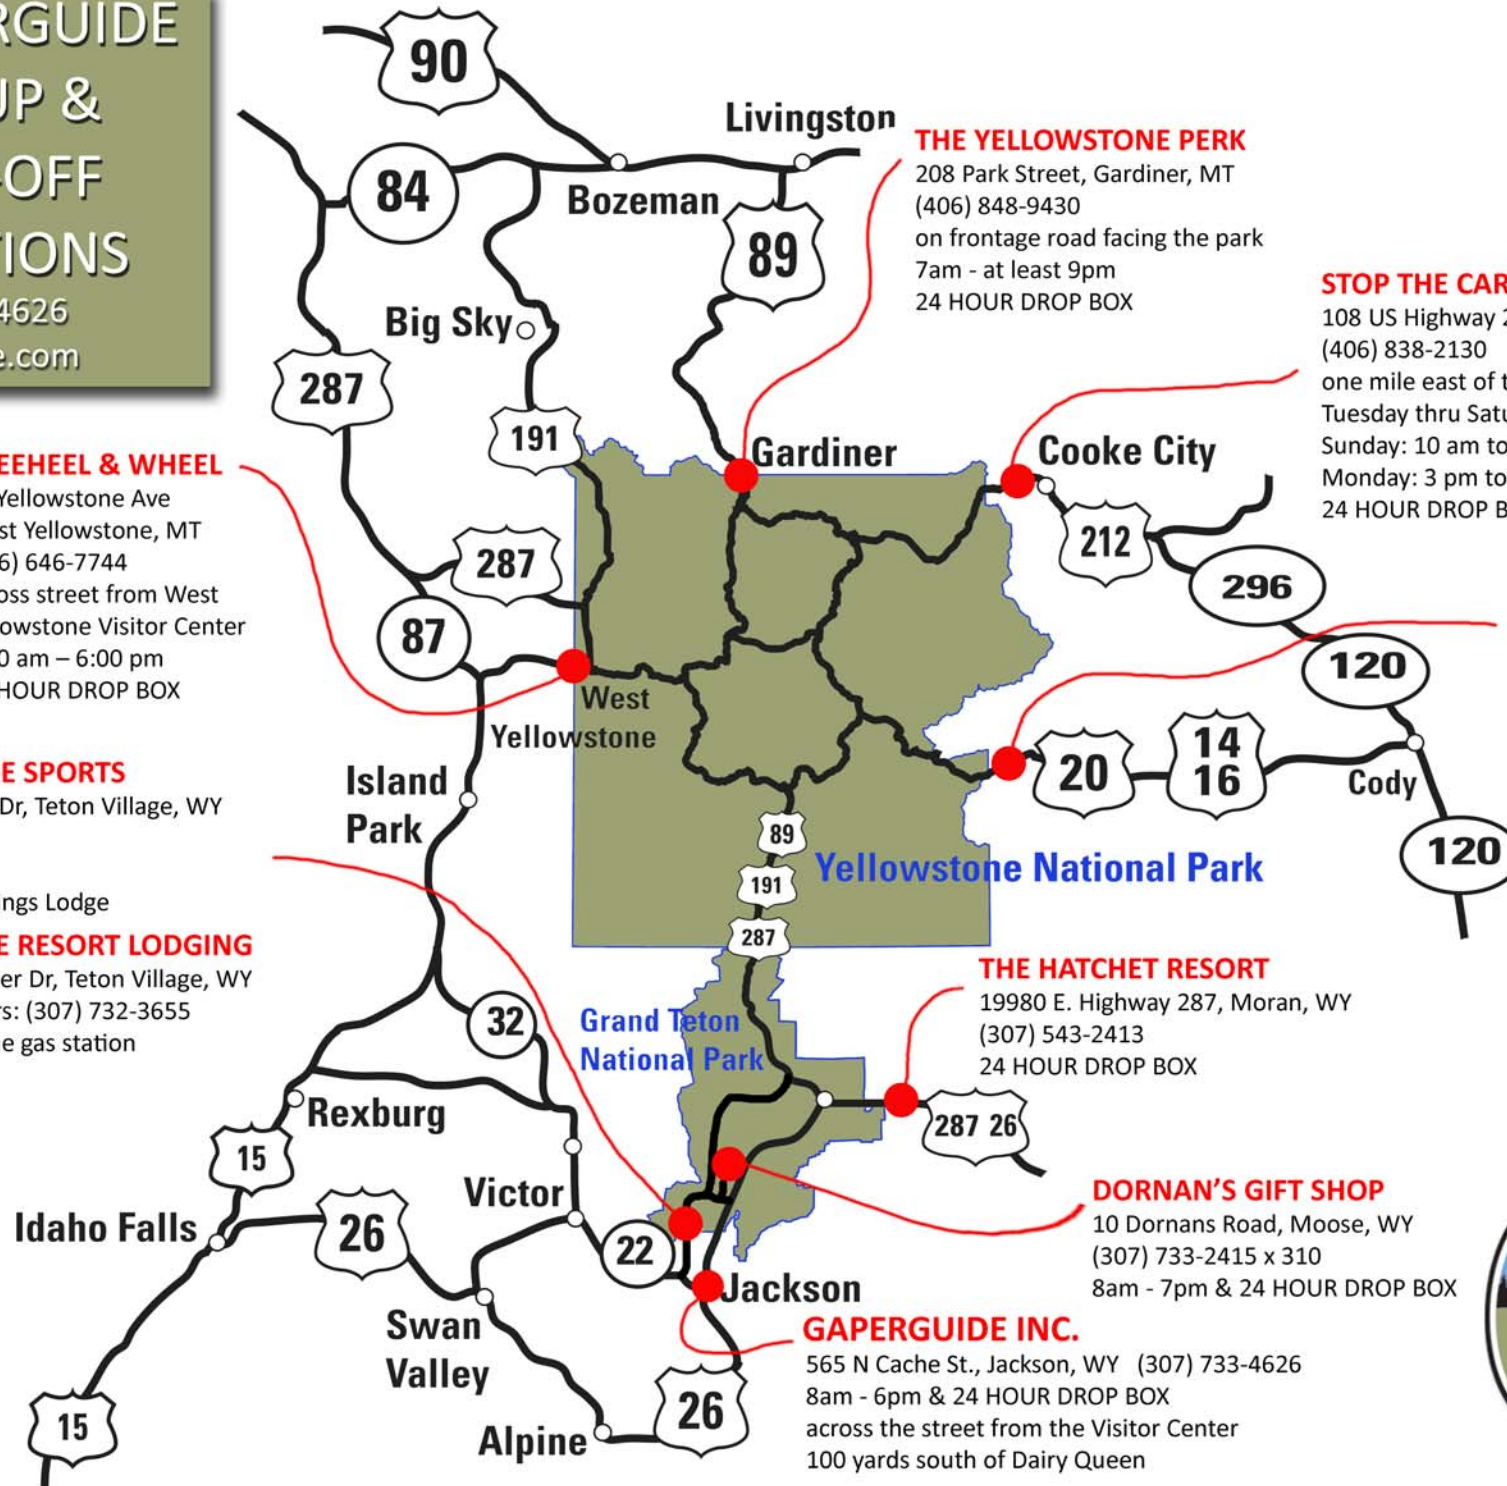 RGUIDE
UP &
-OFF
TIONS
4626
e.com
90
84
Livingston
Bozeman
89
Big Sky
287
191
THE YELLOWSTONE PERK
208 Park Street, Gardiner, MT
(406) 848-9430
on frontage road facing the park
7am - at least 9pm
24 HOUR DROP BOX
STOP THE CAR
108 US Highway 2
(406) 838-2130
one mile east of t
Tuesday thru Satu
Sunday: 10 am to
Monday: 3 pm to
24 HOUR DROP B
EEHEEL & WHEEL
Yellowstone Ave
st Yellowstone, MT
6) 646-7744
oss street from West
owstone Visitor Center
0 am – 6:00 pm
HOUR DROP BOX
Gardiner
Cooke City
212
296
120
287
87
West
Yellowstone
20
14
16
Cody
120
E SPORTS
Dr, Teton Village, WY
ngs Lodge
E RESORT LODGING
er Dr, Teton Village, WY
rs: (307) 732-3655
e gas station
Island
Park
89
191
287
Yellowstone National Park
Grand Teton
National Park
32
THE HATCHET RESORT
19980 E. Highway 287, Moran, WY
(307) 543-2413
24 HOUR DROP BOX
287 26
Rexburg
15
Victor
Idaho Falls
26
22
DORNAN'S GIFT SHOP
10 Dornans Road, Moose, WY
(307) 733-2415 x 310
8am - 7pm & 24 HOUR DROP BOX
Jackson
GAPERGUIDE INC.
565 N Cache St., Jackson, WY (307) 733-4626
8am - 6pm & 24 HOUR DROP BOX
across the street from the Visitor Center
100 yards south of Dairy Queen
Swan
Valley
15
Alpine
26